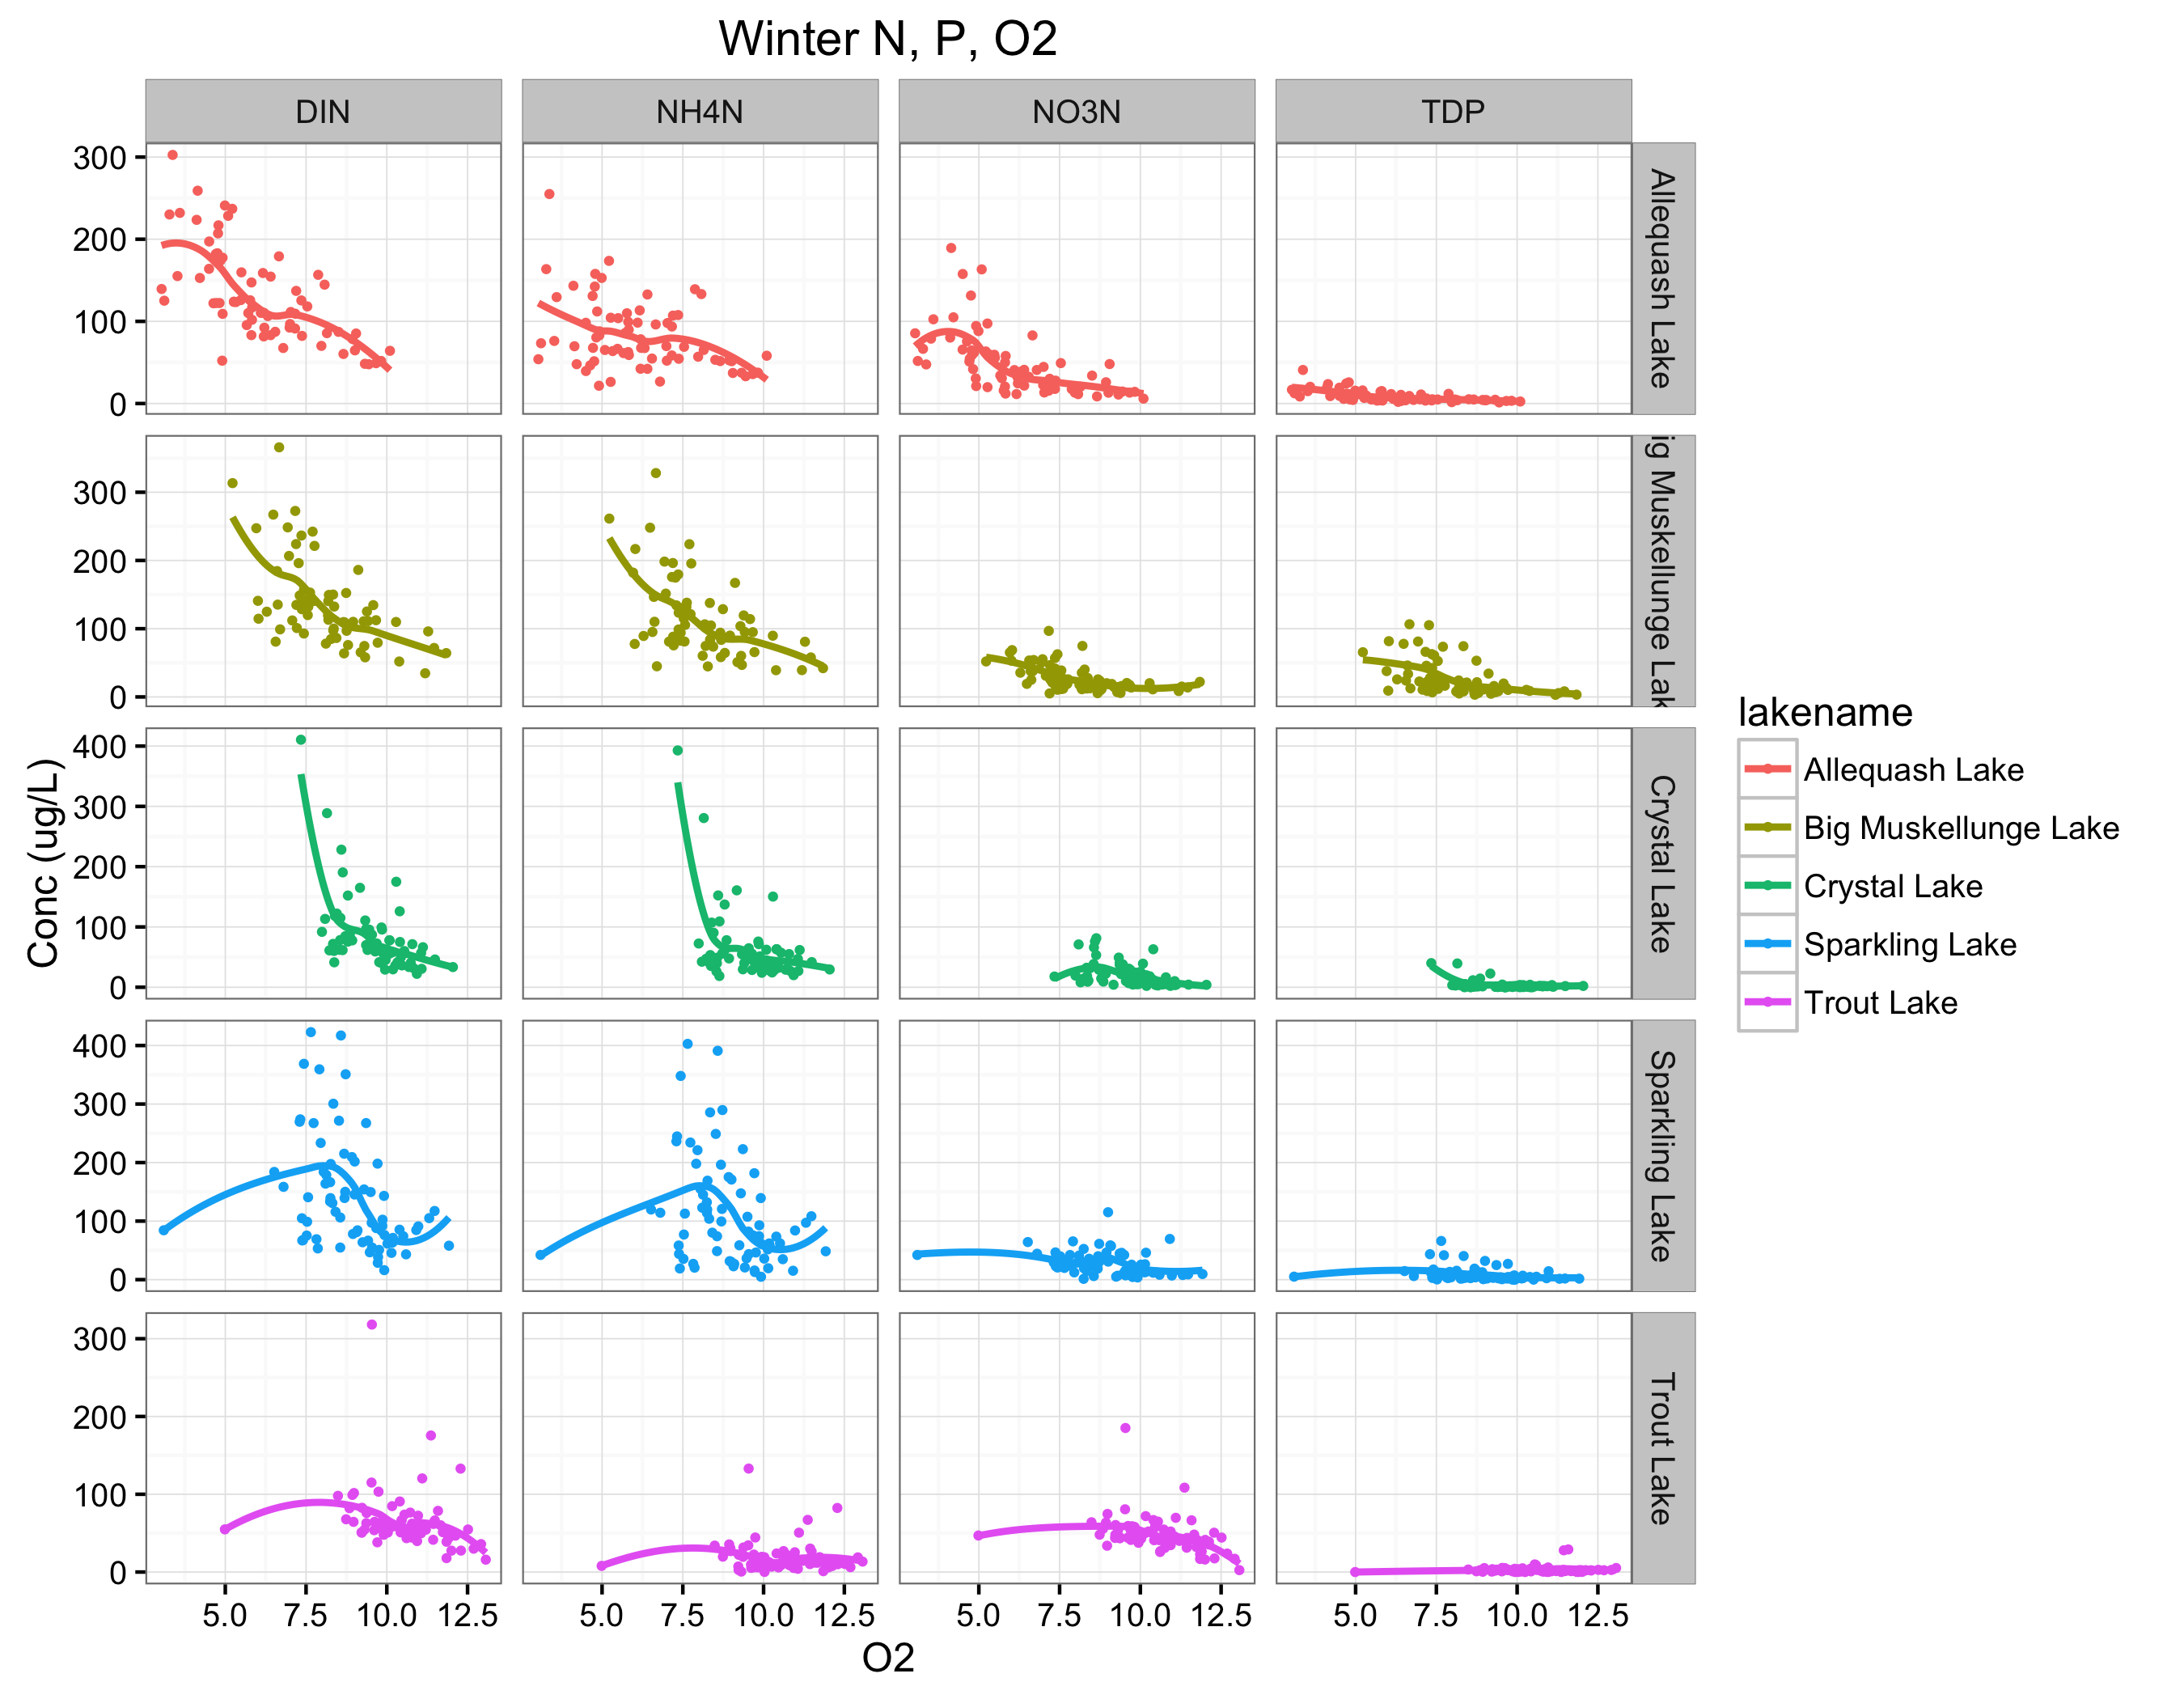 Winter N, P, O2
DIN NH4N NO3N TDP
300
200
100
0
Allequash Lake
300
200
100
0
ig Muskellunge Lak
400
300
200
100
0
Crystal Lake
400
300
200
100
0
Sparkling Lake
300
200
100
0
Trout Lake
Conc (ug/L)
5.0 7.5 10.0 12.5 5.0 7.5 10.0 12.5 5.0 7.5 10.0 12.5 5.0 7.5 10.0 12.5
O2
lakename
Allequash Lake
Big Muskellunge Lake
Crystal Lake
Sparkling Lake
Trout Lake